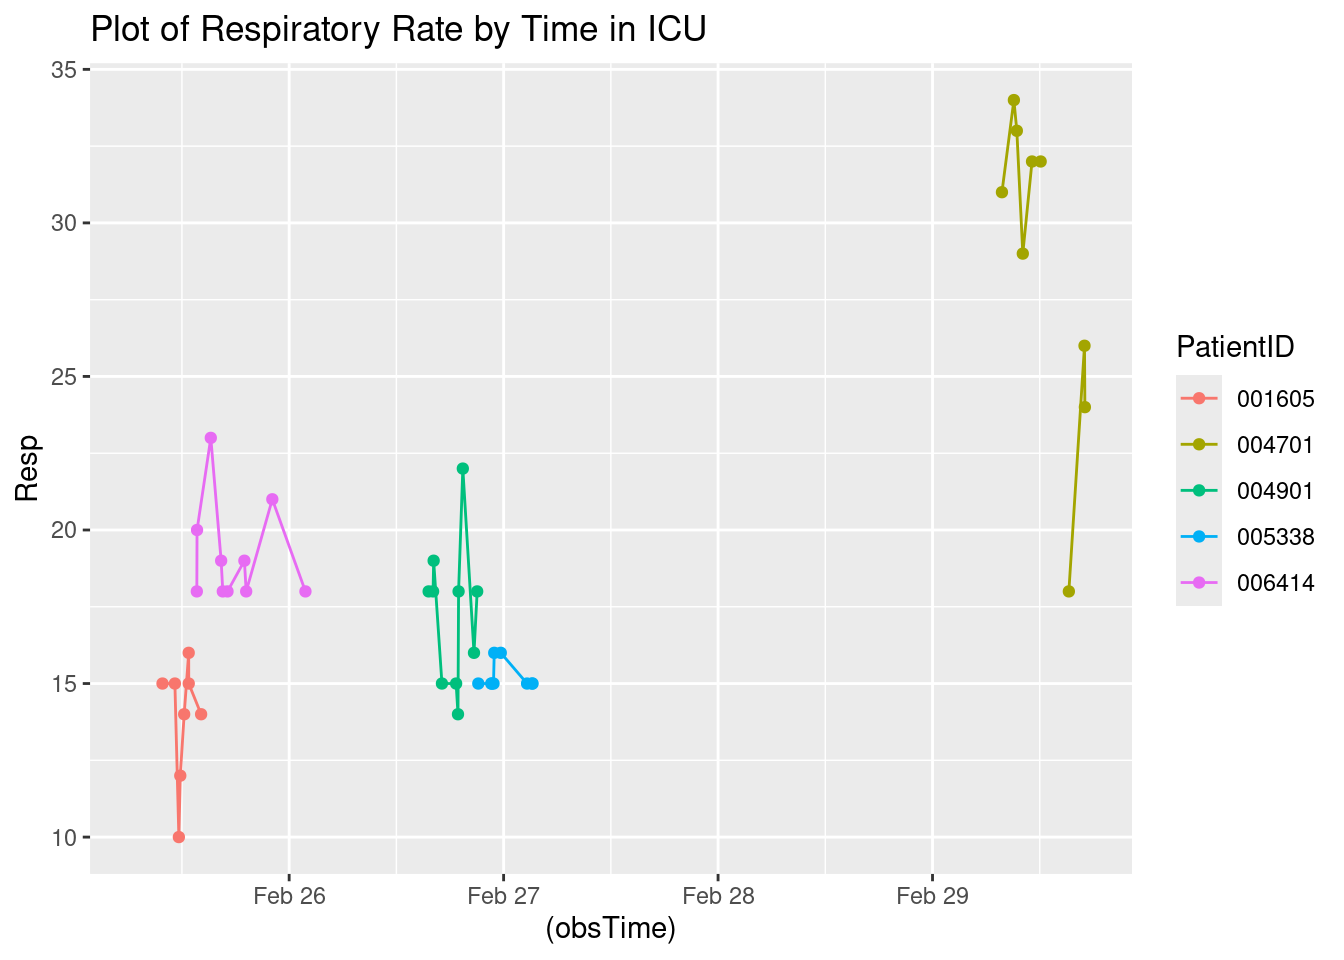 Plot of Respiratory Rate by Time in ICU
35
30
25
20
15
10
Resp
Feb 26
Feb 27
Feb 28
Feb 29
(obsTime)
PatientID
001605
004701
004901
005338
006414